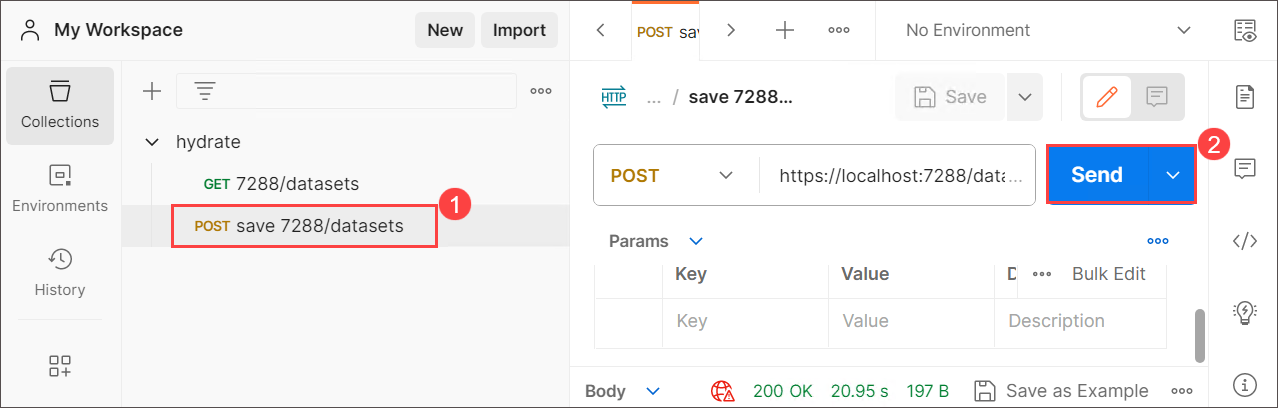 My Workspace
New
Import
Collections
Environments
History
hydrate
GET 7288/datasets
POST save 7288/datasets
1
POST sav
No Environment
HTTP
... / save 7288...
Save
POST
https://localhost:7288/data...
Send
2
Params
Key
Value
D
Bulk Edit
Key
Value
Description
Body
200 OK
20.95 s
197 B
Save as Example